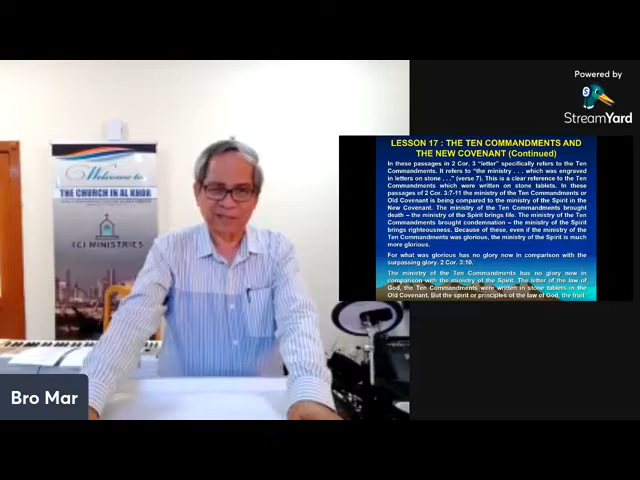 Powered by
StreamYard
Welcome to
THE CHURCH IN AL KHOR
TCI MINISTRIES
LESSON 17 : THE TEN COMMANDMENTS AND
THE NEW COVENANT (Continued)
In these passages in 2 Cor. 3 "letter" specifically refers to the Ten
Commandments. It refers to "the ministry . . . which was engraved
in letters on stone . . ." (verse 7). This is a clear reference to the Ten
Commandments which were written on stone tablets. In these
passages of 2 Cor. 3:7-11 the ministry of the Ten Commandments or
Old Covenant is being compared to the ministry of the Spirit in the
New Covenant. The ministry of the Ten Commandments brought
death – the ministry of the Spirit brings life. The ministry of the Ten
Commandments brought condemnation – the ministry of the Spirit
brings righteousness. Because of these, even if the ministry of the
Ten Commandments was glorious, the ministry of the Spirit is much
more glorious.
For what was glorious has no glory now in comparison with the
surpassing glory. 2 Cor. 3:10.
The ministry of the Ten Commandments has no glory now in
comparison with the ministry of the Spirit. The letter of the law of
God, the Ten Commandments were written in stone tablets in the
Old Covenant. But the spirit or principles of the law of God, the
Bro Mar